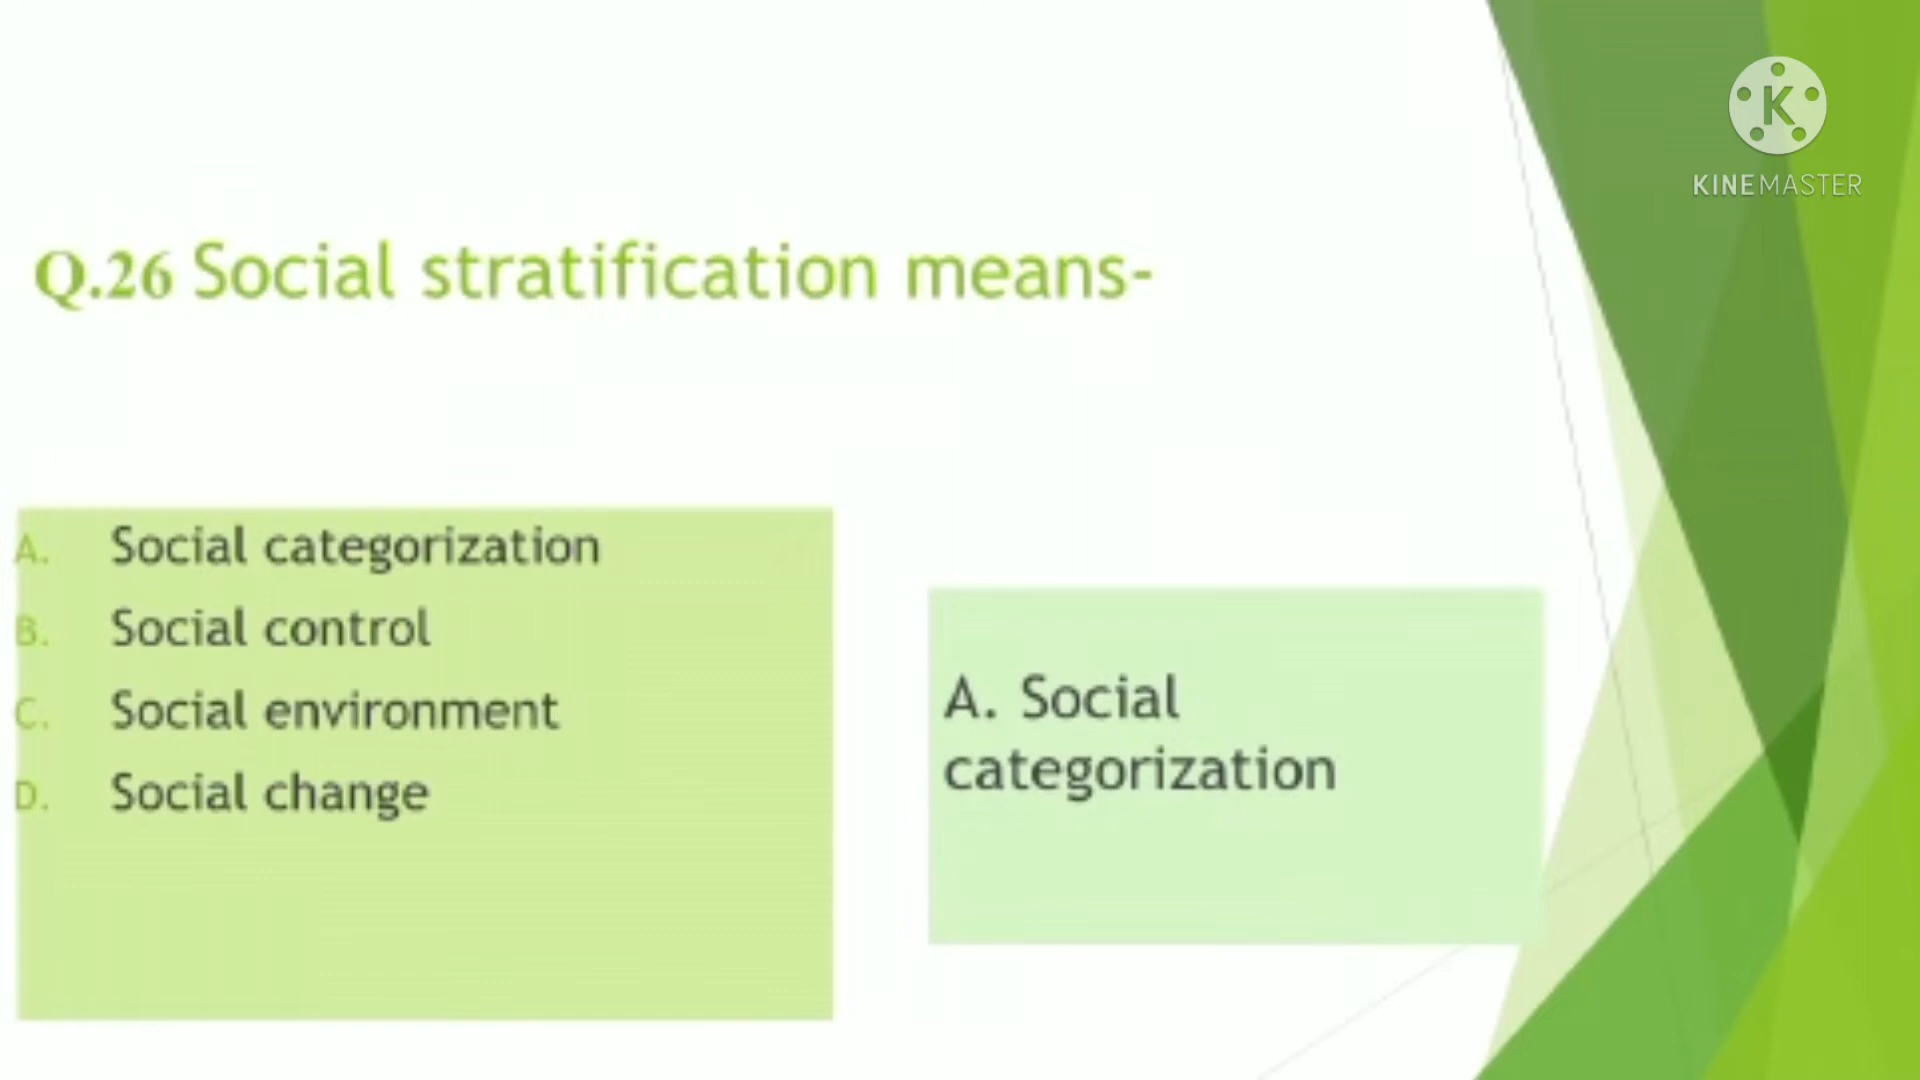 K
KINEMASTER
Q.26 Social stratification means-
A. Social categorization
B. Social control
C. Social environment
D. Social change
A. Social
categorization